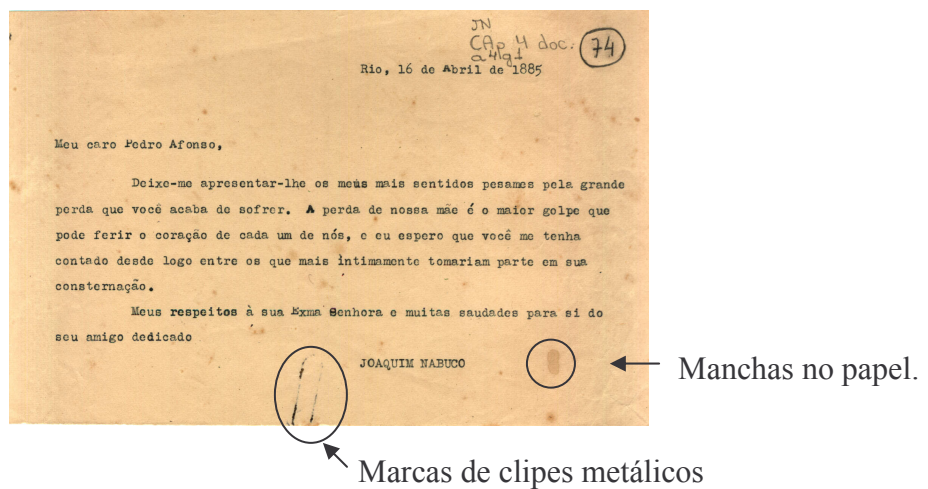 JN
CAp 4 doc. 74
a41g1
Rio, 16 de Abril de 1885
Meu caro Pedro Afonso,
Deixe-me apresentar-lhe os meus mais sentidos pesames pela grande
perda que você acaba de sofrer. A perda de nossa mãe é o maior golpe que
pode ferir o coração de cada um de nós, e eu espero que você me tenha
contado desde logo entre os que mais intimamente tomariam parte em sua
consternação.
Meus respeitos à sua Exma Senhora e muitas saudades para si do
seu amigo dedicado
JOAQUIM NABUCO
Manchas no papel.
Marcas de clipes metálicos